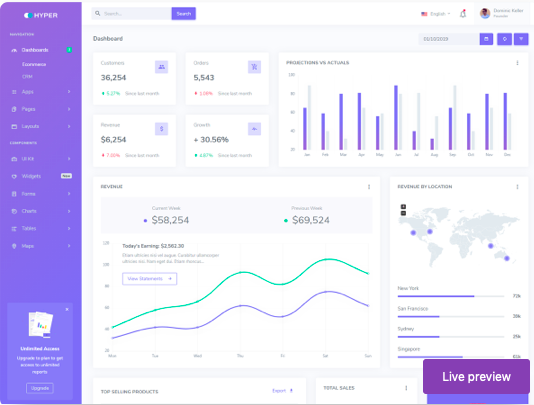 HYPER
Search...
Search
English
Dominic Keller
Founder
NAVIGATION
Dashboards
Ecommerce
CRM
Apps
Pages
Layouts
COMPONENTS
UI Kit
Widgets
New
Forms
Charts
Tables
Maps
Unlimited Access
Upgrade to plan to get access to unlimited reports
Upgrade
Dashboard
01/10/2019
Customers
36,254
5.27% Since last month
Orders
5,543
1.08% Since last month
Revenue
$6,254
7.00% Since last month
Growth
+ 30.56%
4.87% Since last month
PROJECTIONS VS ACTUALS
120
100
80
60
40
20
Jan Feb Mar Apr May Jun Jul Aug Sep Oct Nov Dec
REVENUE
Current Week
$58,254
Previous Week
$69,524
Today's Earning: $2,562.30
Etiam ultricies nisi vel augue. Curabitur ullamcorper
ultricies nisi. Nam eget dui. Etiam rhoncus...
View Statements
120
100
80
60
40
20
Mon Tue Wed Thu Fri Sat Sun
REVENUE BY LOCATION
+
−
New York
72k
San Francisco
39k
Sydney
25k
Singapore
61k
TOP SELLING PRODUCTS
Export
TOTAL SALES
Live preview